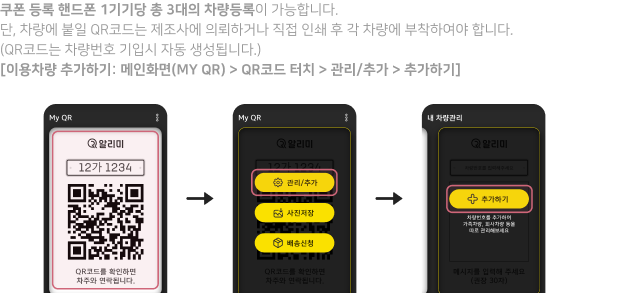 쿠폰 등록 핸드폰 1기기당 총 3대의 차량등록이 가능합니다.
단, 차량에 붙일 QR코드는 제조사에 의뢰하거나 직접 인쇄 후 각 차량에 부착하여야 합니다.
(QR코드는 차량번호 기입시 자동 생성됩니다.)
[이용차량 추가하기: 메인화면(MY QR) > QR코드 터치 > 관리/추가 > 추가하기]
My QR
알리미
12가 1234
QR코드를 확인하면
차주와 연락됩니다.
My QR
알리미
12가 1234
관리/추가
사진저장
배송신청
QR코드를 확인하면
차주와 연락됩니다.
내 차량관리
알리미
추가하기
차량번호를 추가하여
가족차량, 회사차량 등을
따로 관리해보세요
메시지를 입력해 주세요
(권장 30자)